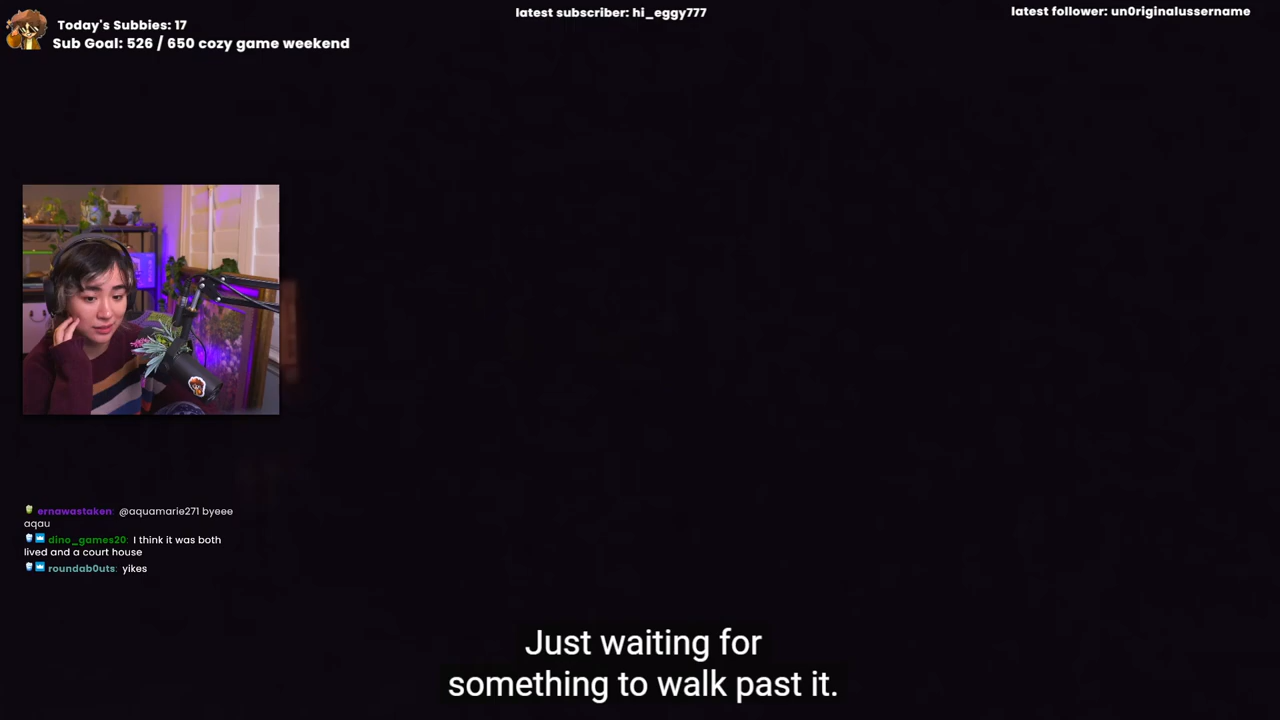 Today's Subbies: 17
Sub Goal: 526 / 650 cozy game weekend
latest subscriber: hi_eggy777
latest follower: un0riginalussername
ernawastaken: @aquamarie271 byeee
aqau
dino_games20: I think it was both
lived and a court house
roundab0uts: yikes
Just waiting for
something to walk past it.